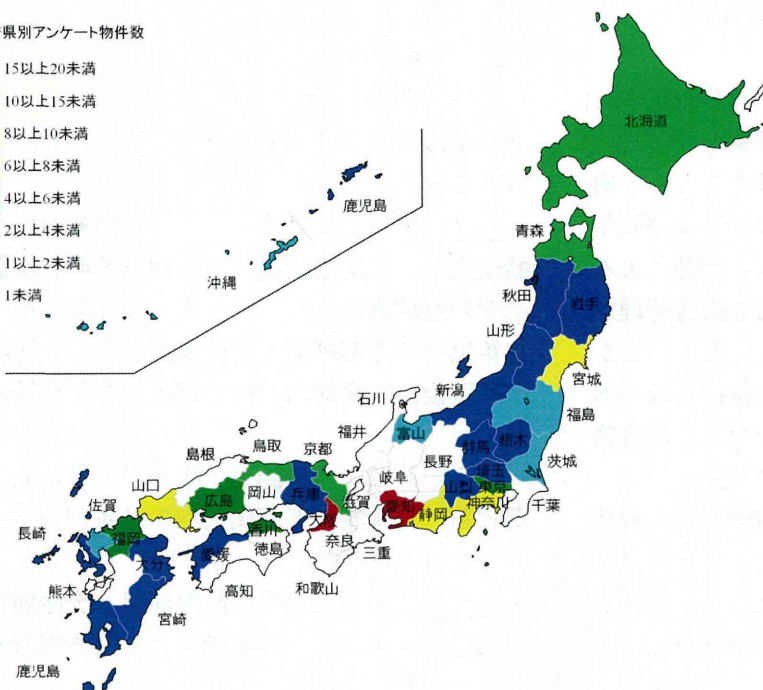 県別アンケート物件数
15以上20未満
10以上15未満
8以上10未満
6以上8未満
4以上6未満
2以上4未満
1以上2未満
1未満
鹿児島
沖縄
北海道
青森
秋田
岩手
山形
宮城
新潟
福島
石川
富山
福井
群馬
栃木
長野
茨城
埼玉
岐阜
山梨
東京
千葉
神奈川
静岡
愛知
三重
滋賀
京都
鳥取
島根
岡山
兵庫
広島
山口
大阪
奈良
和歌山
香川
徳島
愛媛
高知
福岡
佐賀
長崎
大分
熊本
宮崎
鹿児島